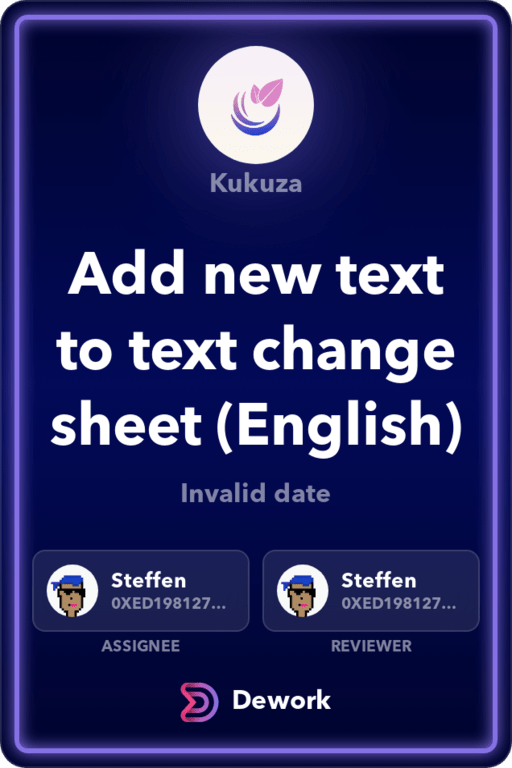 Kukuza
Add new text
to text change
sheet (English)
Invalid date
Steffen
0XED198127...
Steffen
0XED198127...
ASSIGNEE
REVIEWER
Dework